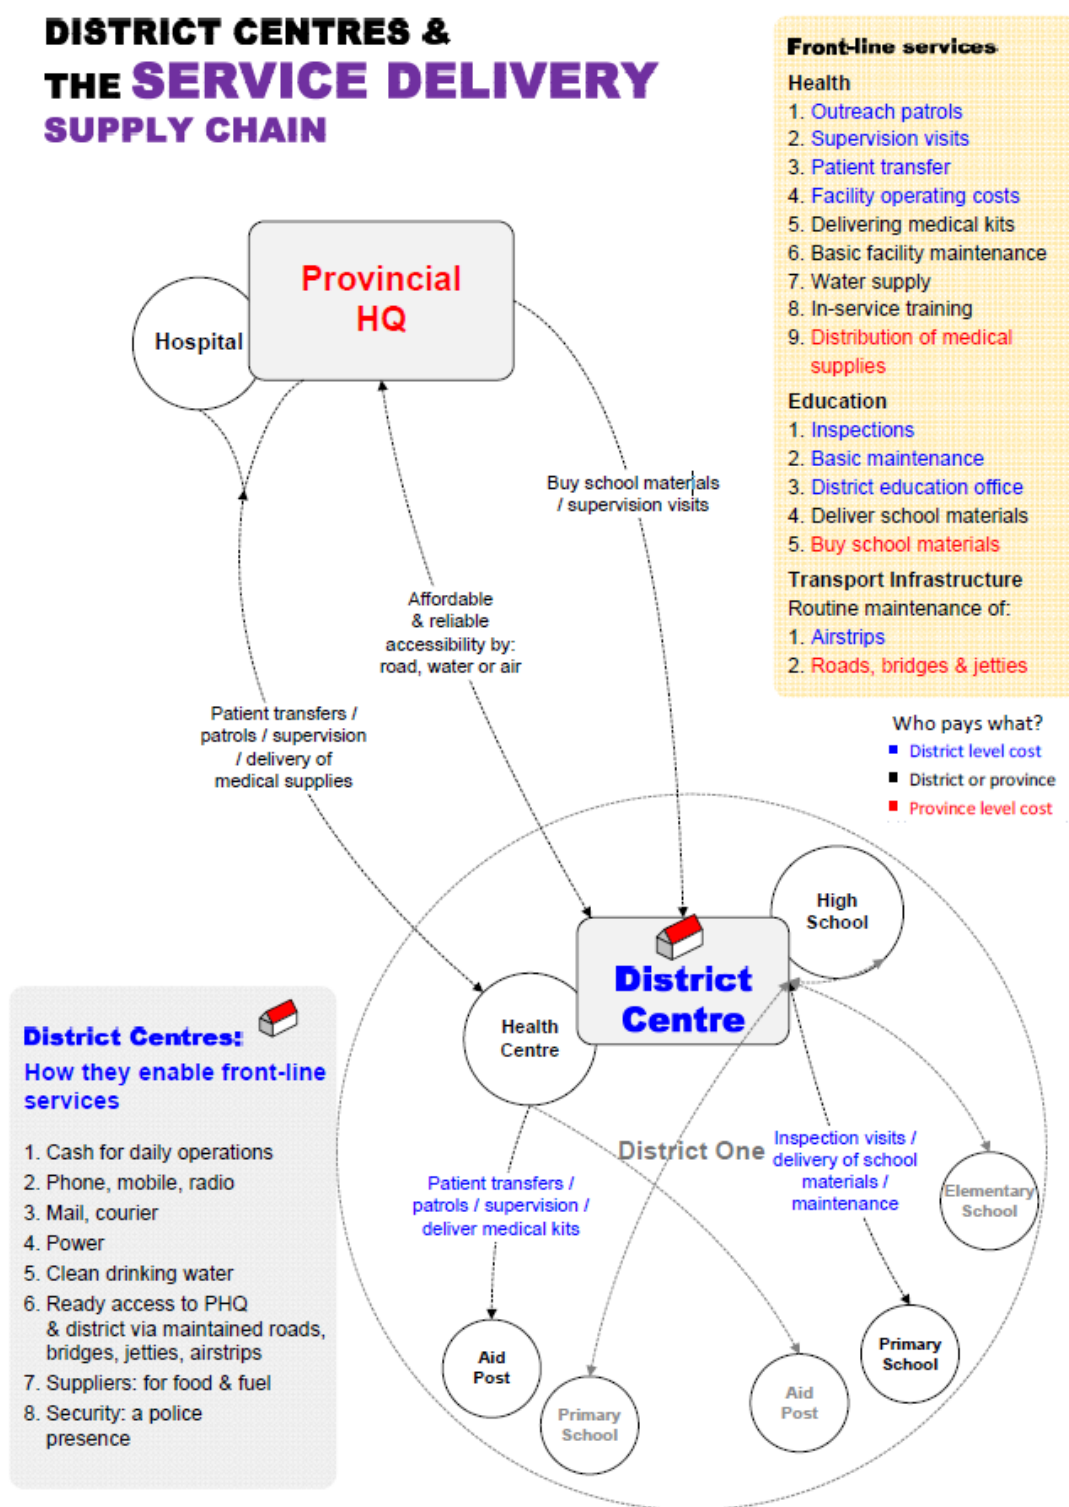 DISTRICT CENTRES &
THE SERVICE DELIVERY
SUPPLY CHAIN
Front-line services
Health
1. Outreach patrols
2. Supervision visits
3. Patient transfer
4. Facility operating costs
5. Delivering medical kits
6. Basic facility maintenance
7. Water supply
8. In-service training
9. Distribution of medical
supplies
Education
1. Inspections
2. Basic maintenance
3. District education office
4. Deliver school materials
5. Buy school materials
Transport Infrastructure
Routine maintenance of:
1. Airstrips
2. Roads, bridges & jetties
Who pays what?
District level cost
District or province
Province level cost
Provincial
HQ
Hospital
Buy school materials
/ supervision visits
Affordable
& reliable
accessibility by:
road, water or air
Patient transfers /
patrols / supervision
/ delivery of
medical supplies
High
School
District
Centre
Health
Centre
District One
Inspection visits /
delivery of school
materials /
maintenance
Patient transfers /
patrols / supervision /
deliver medical kits
Elementary
School
Aid
Post
Primary
School
Aid
Post
Primary
School
District Centres:
How they enable front-line
services
1. Cash for daily operations
2. Phone, mobile, radio
3. Mail, courier
4. Power
5. Clean drinking water
6. Ready access to PHQ
& district via maintained roads,
bridges, jetties, airstrips
7. Suppliers: for food & fuel
8. Security: a police
presence